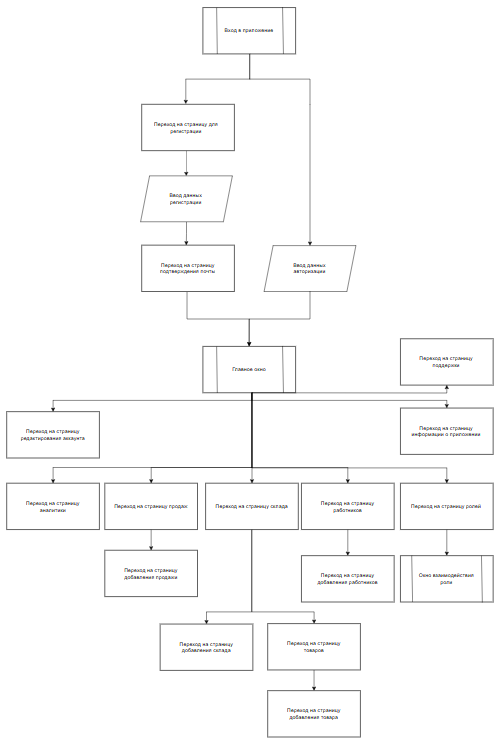 Вход в приложение
Переход на страницу для
регистрации
Ввод данных
регистрации
Переход на страницу
подтверждения почты
Ввод данных
авторизации
Главное окно
Переход на страницу
поддержка
Переход на страницу
редактирования аккаунта
Переход на страницу
информации о приложении
Переход на страницу
аналитики
Переход на страницу продаж
Переход на страницу склада
Переход на страницу
работников
Переход на страницу ролей
Переход на страницу
добавления продажи
Переход на страницу
добавления работников
Окно взаимодействия
роли
Переход на страницу
добавления склада
Переход на страницу
товаров
Переход на страницу
добавления товара